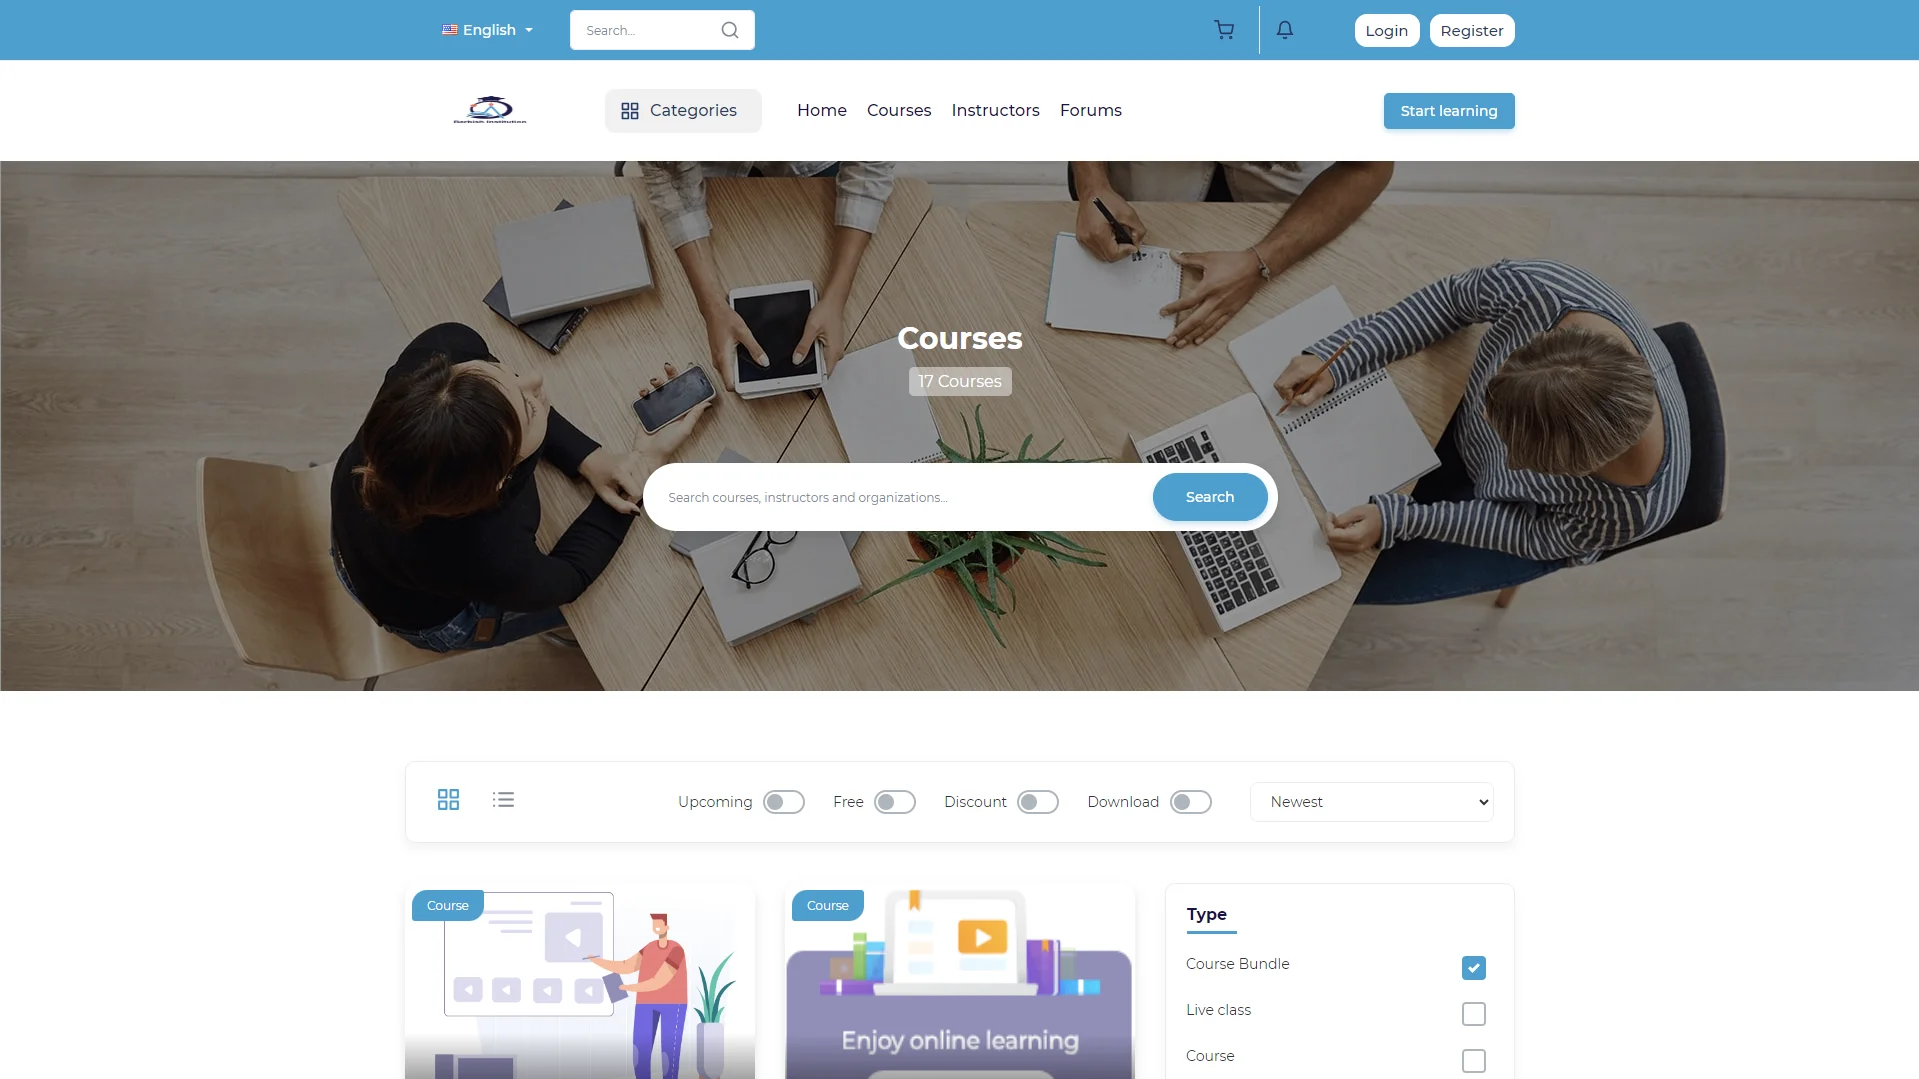 English
Search...
Login
Register
Categories
Home
Courses
Instructors
Forums
Start learning
Courses
17 Courses
Search courses, instructors and organizations...
Search
Upcoming
Free
Discount
Download
Newest
Course
Course
Enjoy online learning
Type
Course Bundle
Live class
Course